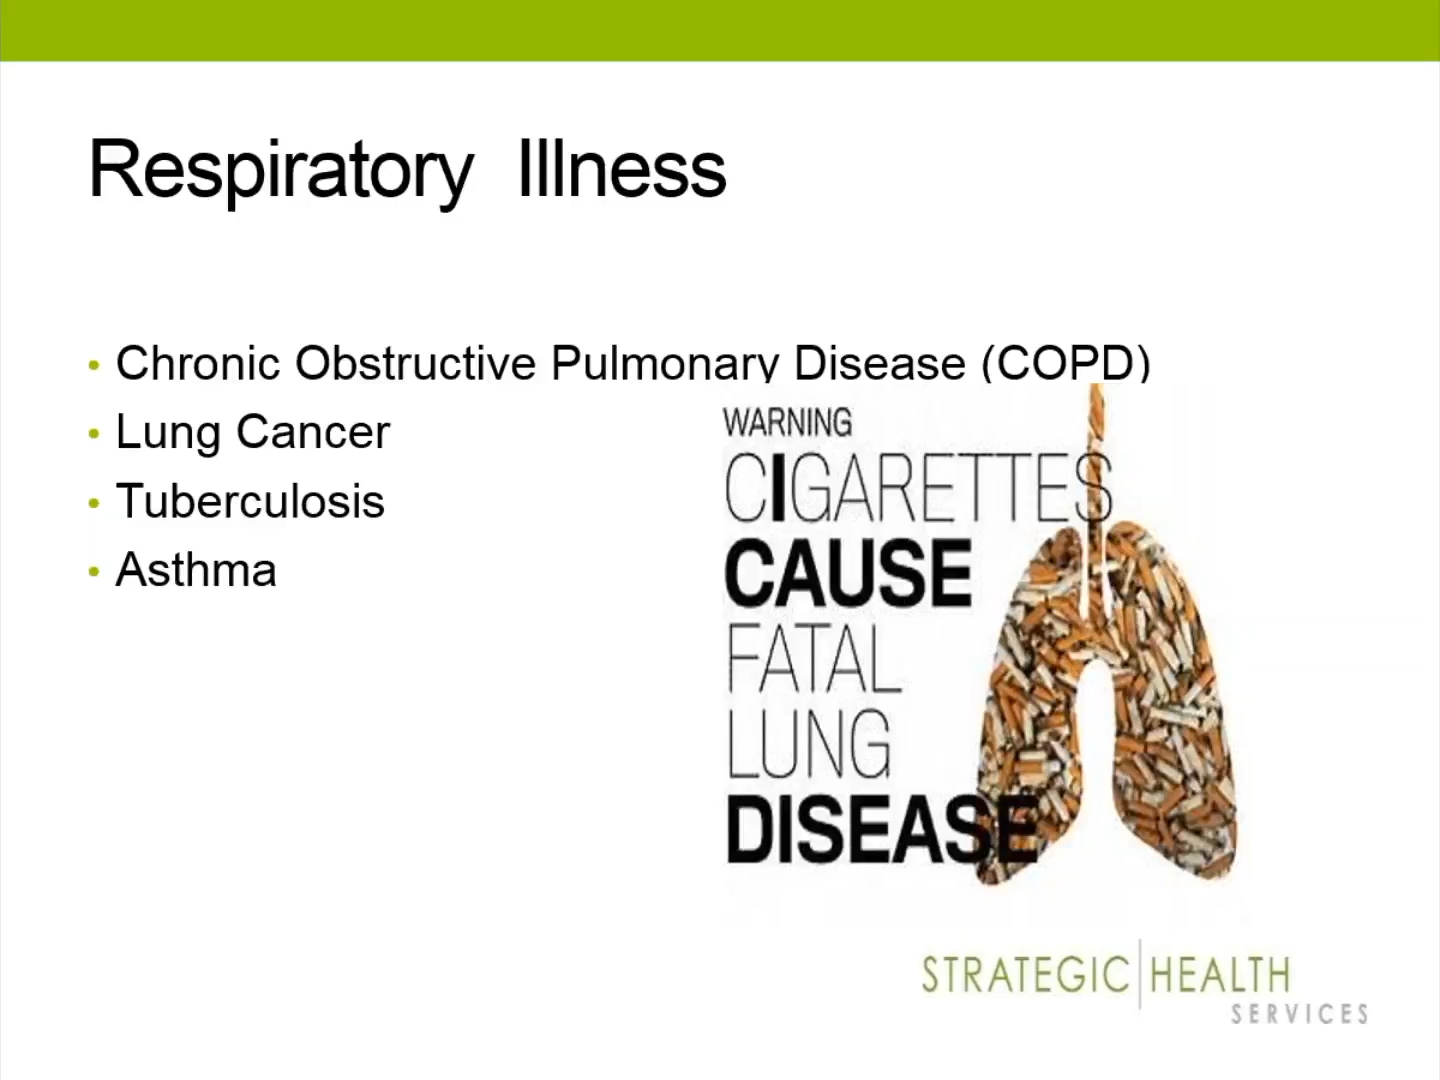 Respiratory Illness
• Chronic Obstructive Pulmonary Disease (COPD)
• Lung Cancer
• Tuberculosis
• Asthma
WARNING
CIGARETTES
CAUSE
FATAL
LUNG
DISEASE
STRATEGIC|HEALTH
SERVICES